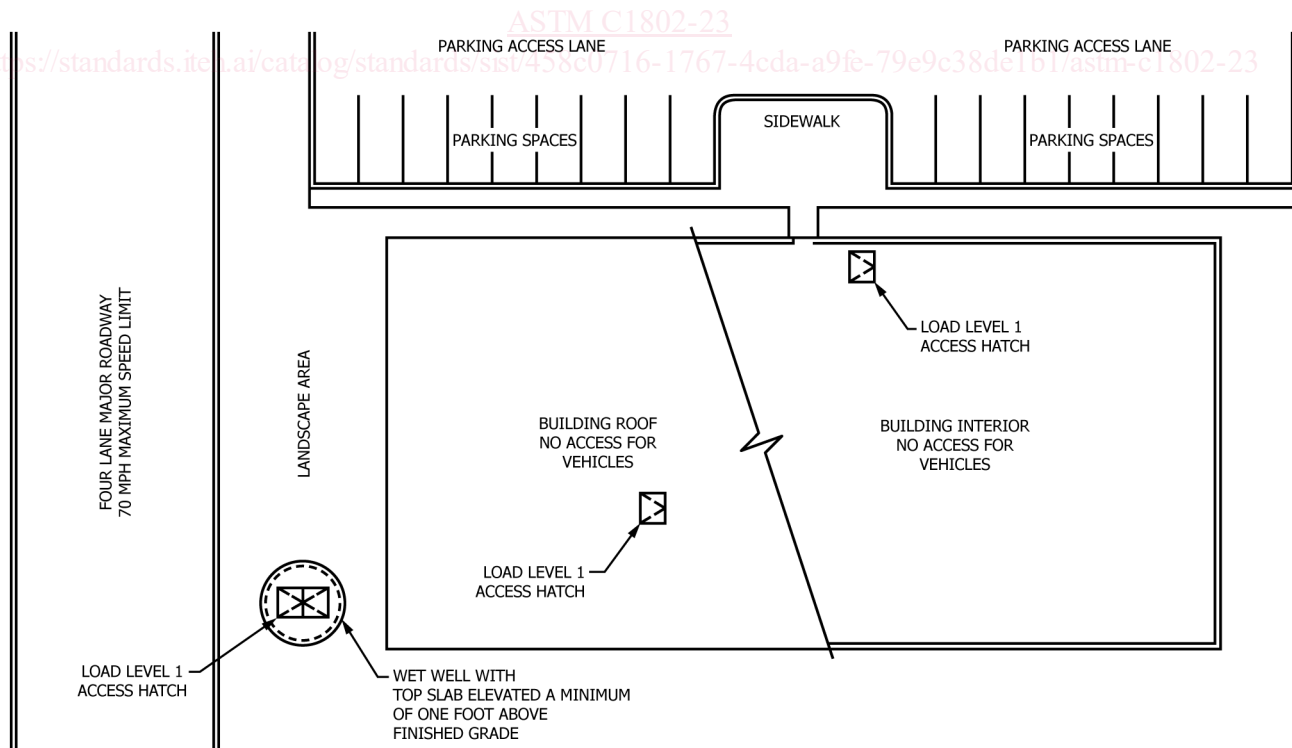 ASTM C1802-23
tps://standards.iteh.ai/catalog/standards/sist/458c0716-1767-4cda-a9fe-79e9c38de1b1/astm-c1802-23
PARKING ACCESS LANE
PARKING ACCESS LANE
SIDEWALK
PARKING SPACES
PARKING SPACES
FOUR LANE MAJOR ROADWAY
70 MPH MAXIMUM SPEED LIMIT
LANDSCAPE AREA
LOAD LEVEL 1
ACCESS HATCH
BUILDING ROOF
NO ACCESS FOR
VEHICLES
BUILDING INTERIOR
NO ACCESS FOR
VEHICLES
LOAD LEVEL 1
ACCESS HATCH
LOAD LEVEL 1
ACCESS HATCH
WET WELL WITH
TOP SLAB ELEVATED A MINIMUM
OF ONE FOOT ABOVE
FINISHED GRADE